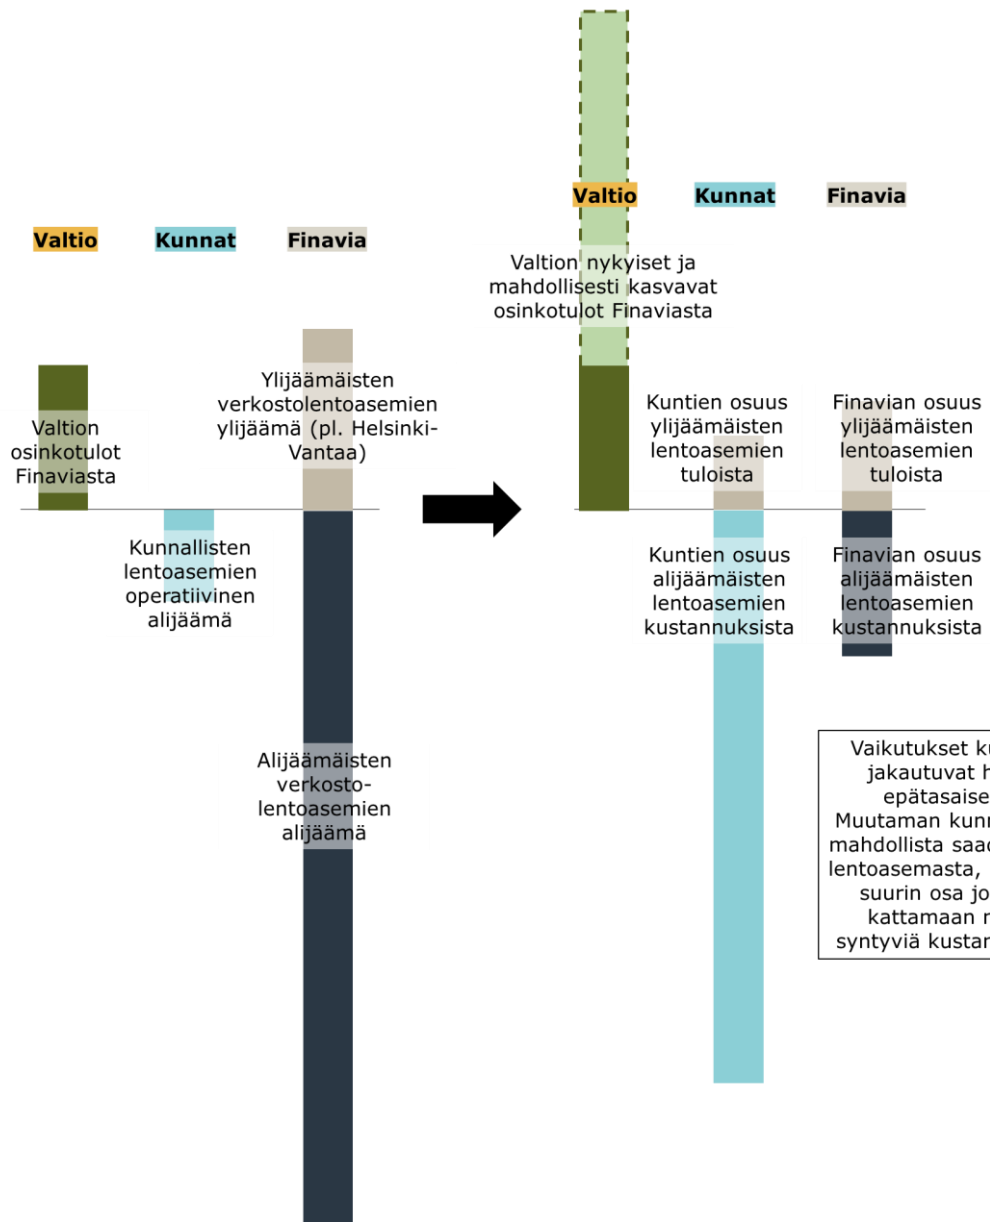 Valtio
Kunnat
Finavia
Valtion
osinkotulot
Finaviasta
Kunnallisten
lentoasemien
operatiivinen
alijäämä
Ylijäämäisten
verkostolentoasemien
ylijäämä (pl. Helsinki-
Vantaa)
Alijäämäisten
verkosto-
lentoasemien
alijäämä
Valtio
Kunnat
Finavia
Valtion nykyiset ja
mahdollisesti kasvavat
osinkotulot Finaviasta
Kuntien osuus
ylijäämäisten
lentoasemien
tuloista
Finavian osuus
ylijäämäisten
lentoasemien
tuloista
Kuntien osuus
alijäämäisten
lentoasemien
kustannuksista
Finavian osuus
alijäämäisten
lentoasemien
kustannuksista
Vaikutukset
jakautuvat
Muutaman
mahdollista
lentoasemasta,
suurin osa
kattamaan
syntyviä